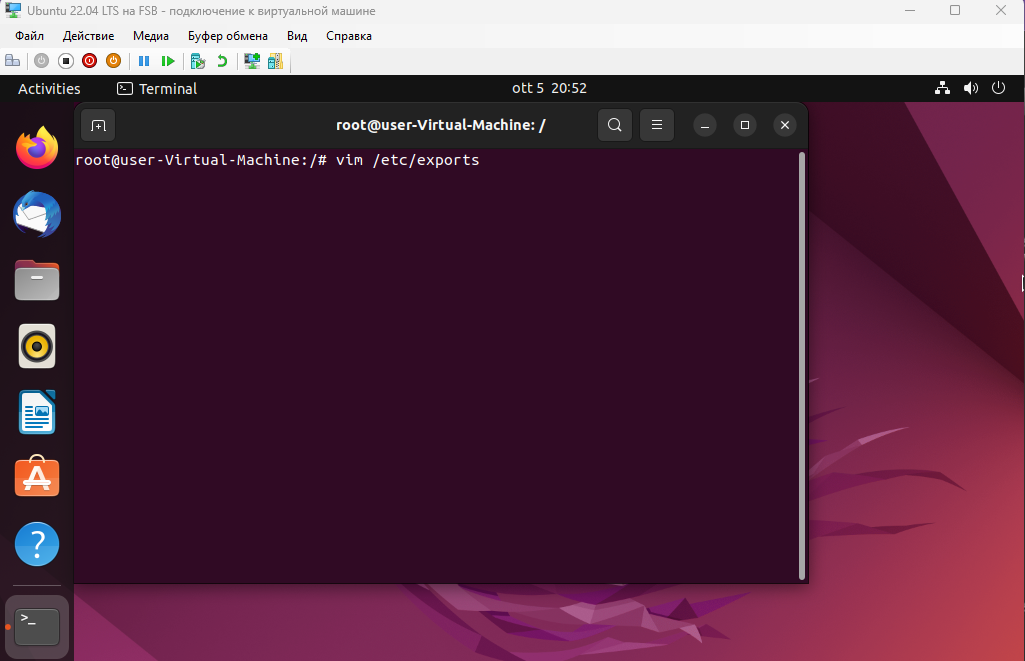 Ubuntu 22.04 LTS на FSB - подключение к виртуальной машине
Файл Действие Медиа Буфер обмена Вид Справка
Activities Terminal ott 5 20:52
root@user-Virtual-Machine: /
root@user-Virtual-Machine:/# vim /etc/exports